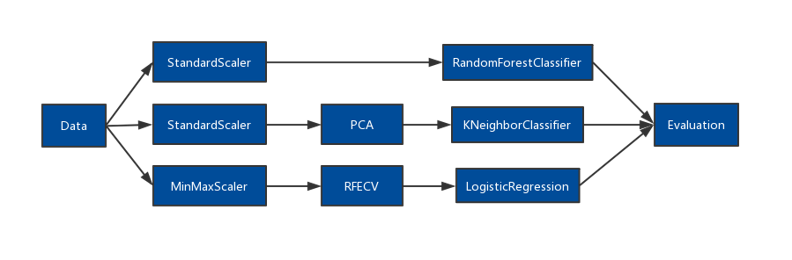 Data
StandardScaler
RandomForestClassifier
StandardScaler
PCA
KNeighborClassifier
Evaluation
MinMaxScaler
RFECV
LogisticRegression